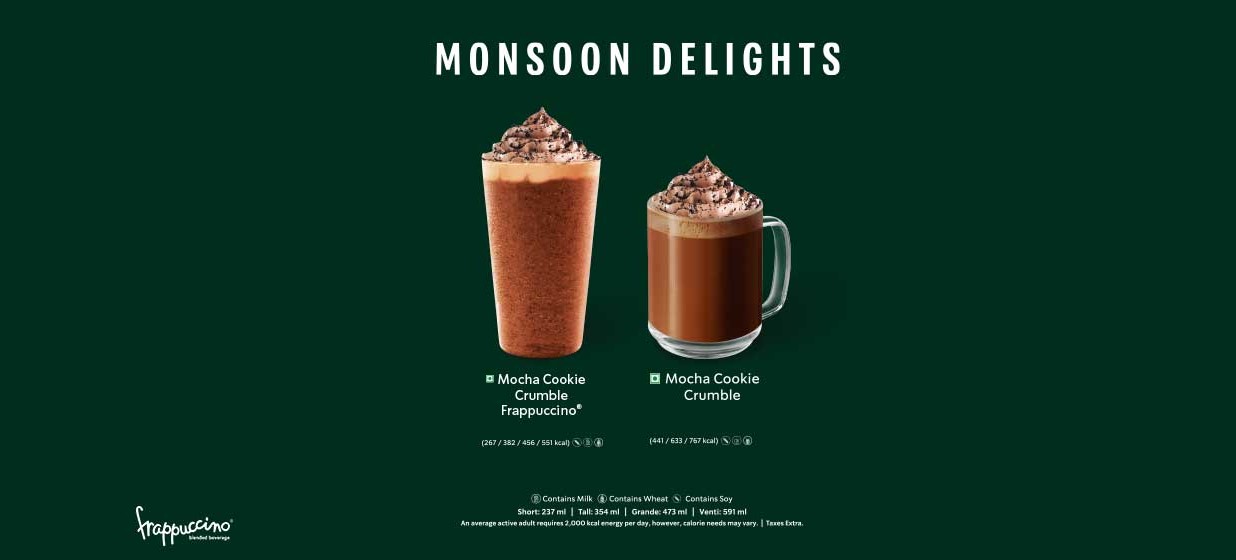 MONSOON DELIGHTS
Mocha Cookie
Crumble
Frappuccino®
(267 / 382 / 456 / 551 kcal)
Mocha Cookie
Crumble
(441 / 633 / 767 kcal)
Contains Milk Contains Wheat Contains Soy
Short: 237 ml | Tall: 354 ml | Grande: 473 ml | Venti: 591 ml
An average active adult requires 2,000 kcal energy per day, however, calorie needs may vary. | Taxes Extra.
frappuccino®
blended beverage